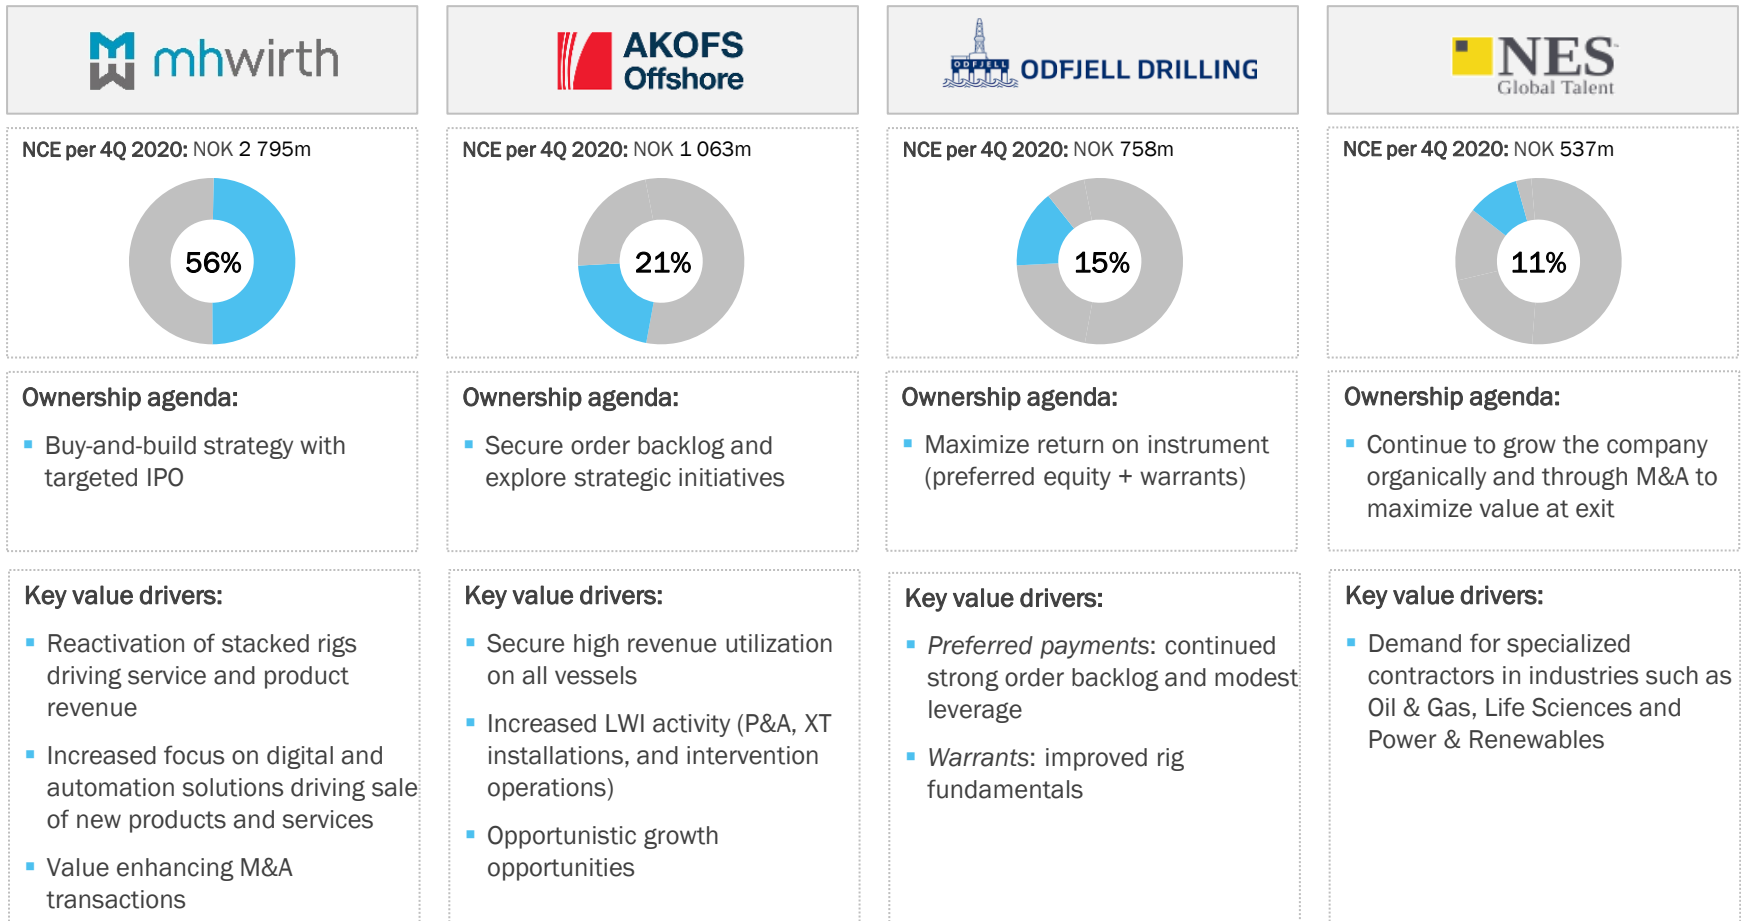 mhwirth
AKOFS
Offshore
ODFJELL
ODFJELL DRILLING
NES
Global Talent
NCE per 4Q 2020: NOK 2 795m
NCE per 4Q 2020: NOK 1 063m
NCE per 4Q 2020: NOK 758m
NCE per 4Q 2020: NOK 537m
56%
21%
15%
11%
Ownership agenda:
▪ Buy-and-build strategy with
targeted IPO
Ownership agenda:
▪ Secure order backlog and
explore strategic initiatives
Ownership agenda:
▪ Maximize return on instrument
(preferred equity + warrants)
Ownership agenda:
▪ Continue to grow the company
organically and through M&A to
maximize value at exit
Key value drivers:
▪ Reactivation of stacked rigs
driving service and product
revenue
▪ Increased focus on digital and
automation solutions driving sale
of new products and services
▪ Value enhancing M&A
transactions
Key value drivers:
▪ Secure high revenue utilization
on all vessels
▪ Increased LWI activity (P&A, XT
installations, and intervention
operations)
▪ Opportunistic growth
opportunities
Key value drivers:
▪ Preferred payments: continued
strong order backlog and modest
leverage
▪ Warrants: improved rig
fundamentals
Key value drivers:
▪ Demand for specialized
contractors in industries such as
Oil & Gas, Life Sciences and
Power & Renewables